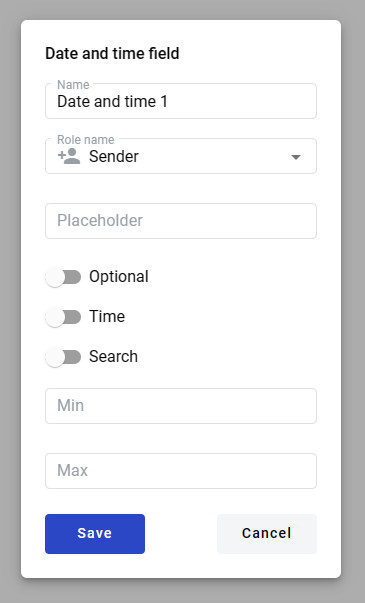 Date and time field
Name
Date and time 1
Role name
Sender
Placeholder
Optional
Time
Search
Min
Max
Save
Cancel